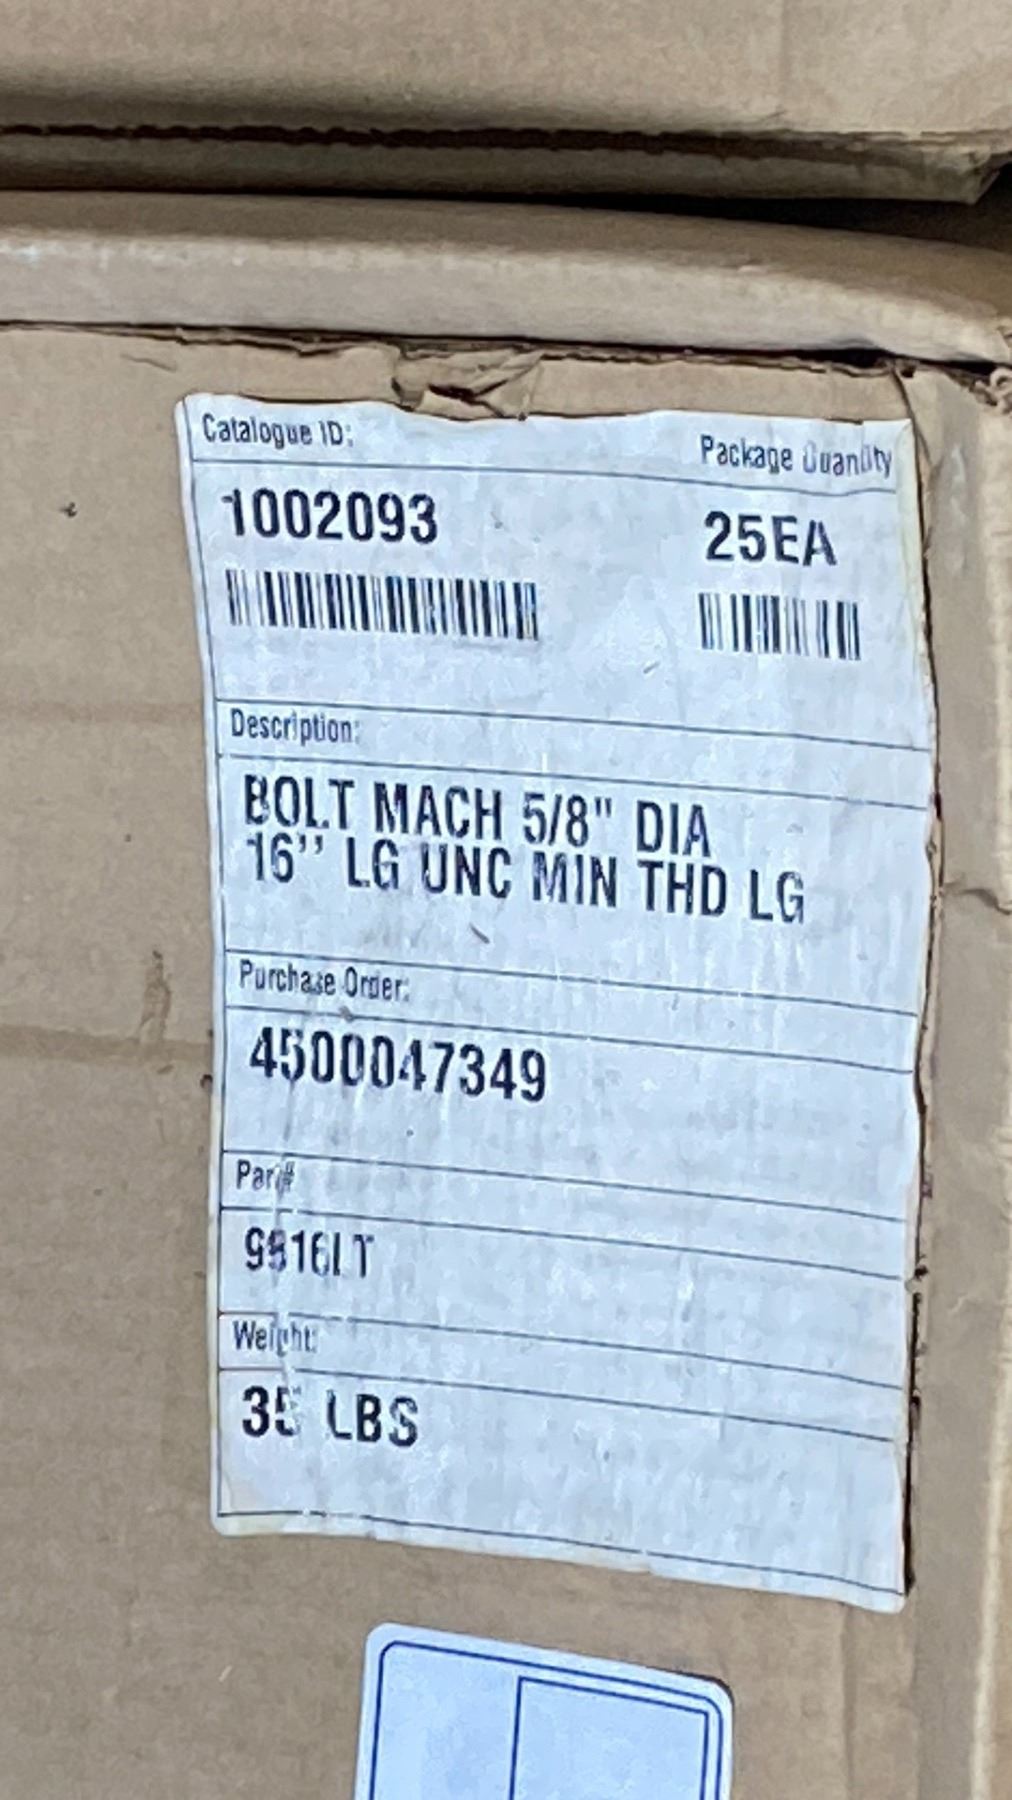 Catalogue ID:
Package Quantity
1002093
25EA
Description:
BOLT MACH 5/8" DIA
16" LG UNC MIN THD LG
Purchase Order:
4500047349
Part#
Weight:
35 LBS